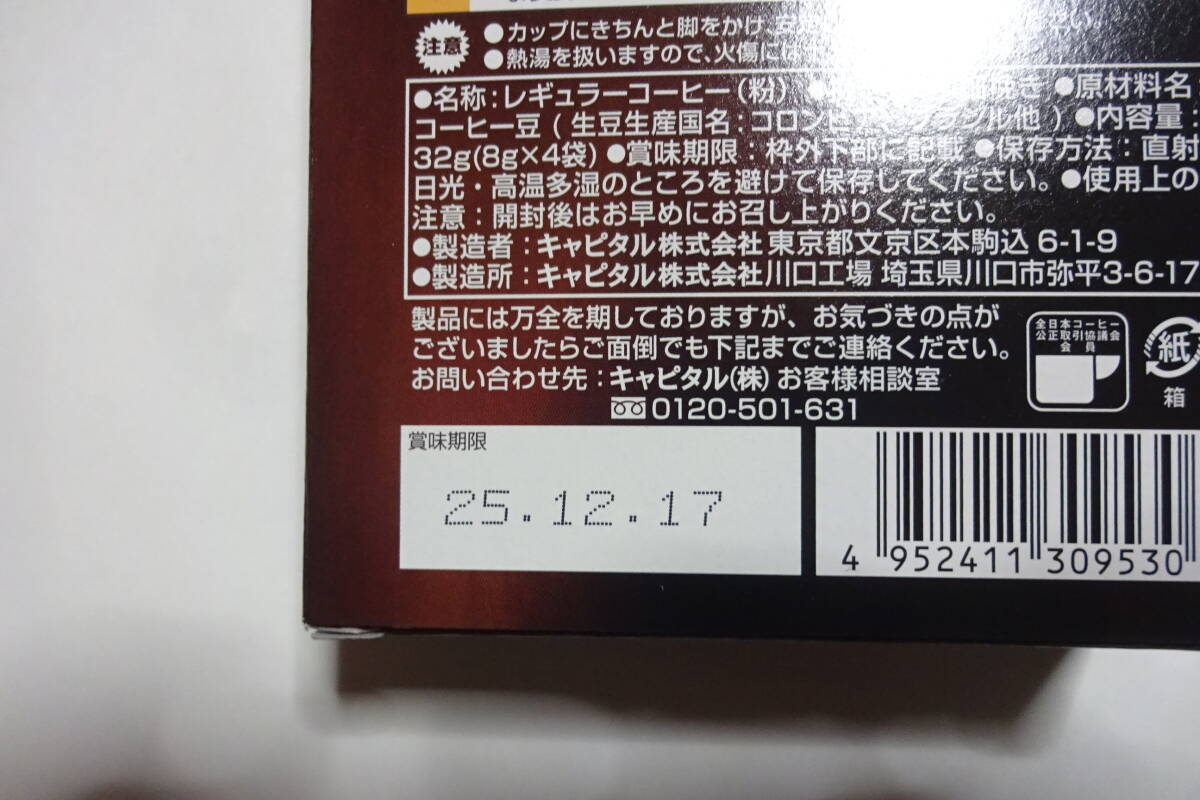 注意
●カップにきちんと脚をかけ、
さい。
●熱湯を扱いますので、火傷には
●名称：レギュラーコーヒー（粉）
き ●原材料名
コーヒー豆（生豆生産国名：コロンビ
ブラジル他）●内容量：
32g(8g×4袋) ●賞味期限：枠外下部に記載 ●保存方法：直射
日光・高温多湿のところを避けて保存してください。●使用上の
注意：開封後はお早めにお召し上がりください。
●製造者：キャピタル株式会社 東京都文京区本駒込 6-1-9
●製造所：キャピタル株式会社川口工場 埼玉県川口市弥平3-6-17
製品には万全を期しておりますが、お気づきの点が
ございましたらご面倒でも下記までご連絡ください。
お問い合わせ先：キャピタル(株)お客様相談室
0120-501-631
全日本コーヒー
公正取引協議会
会員
紙
箱
賞味期限
25.12.17
4 952411 309530